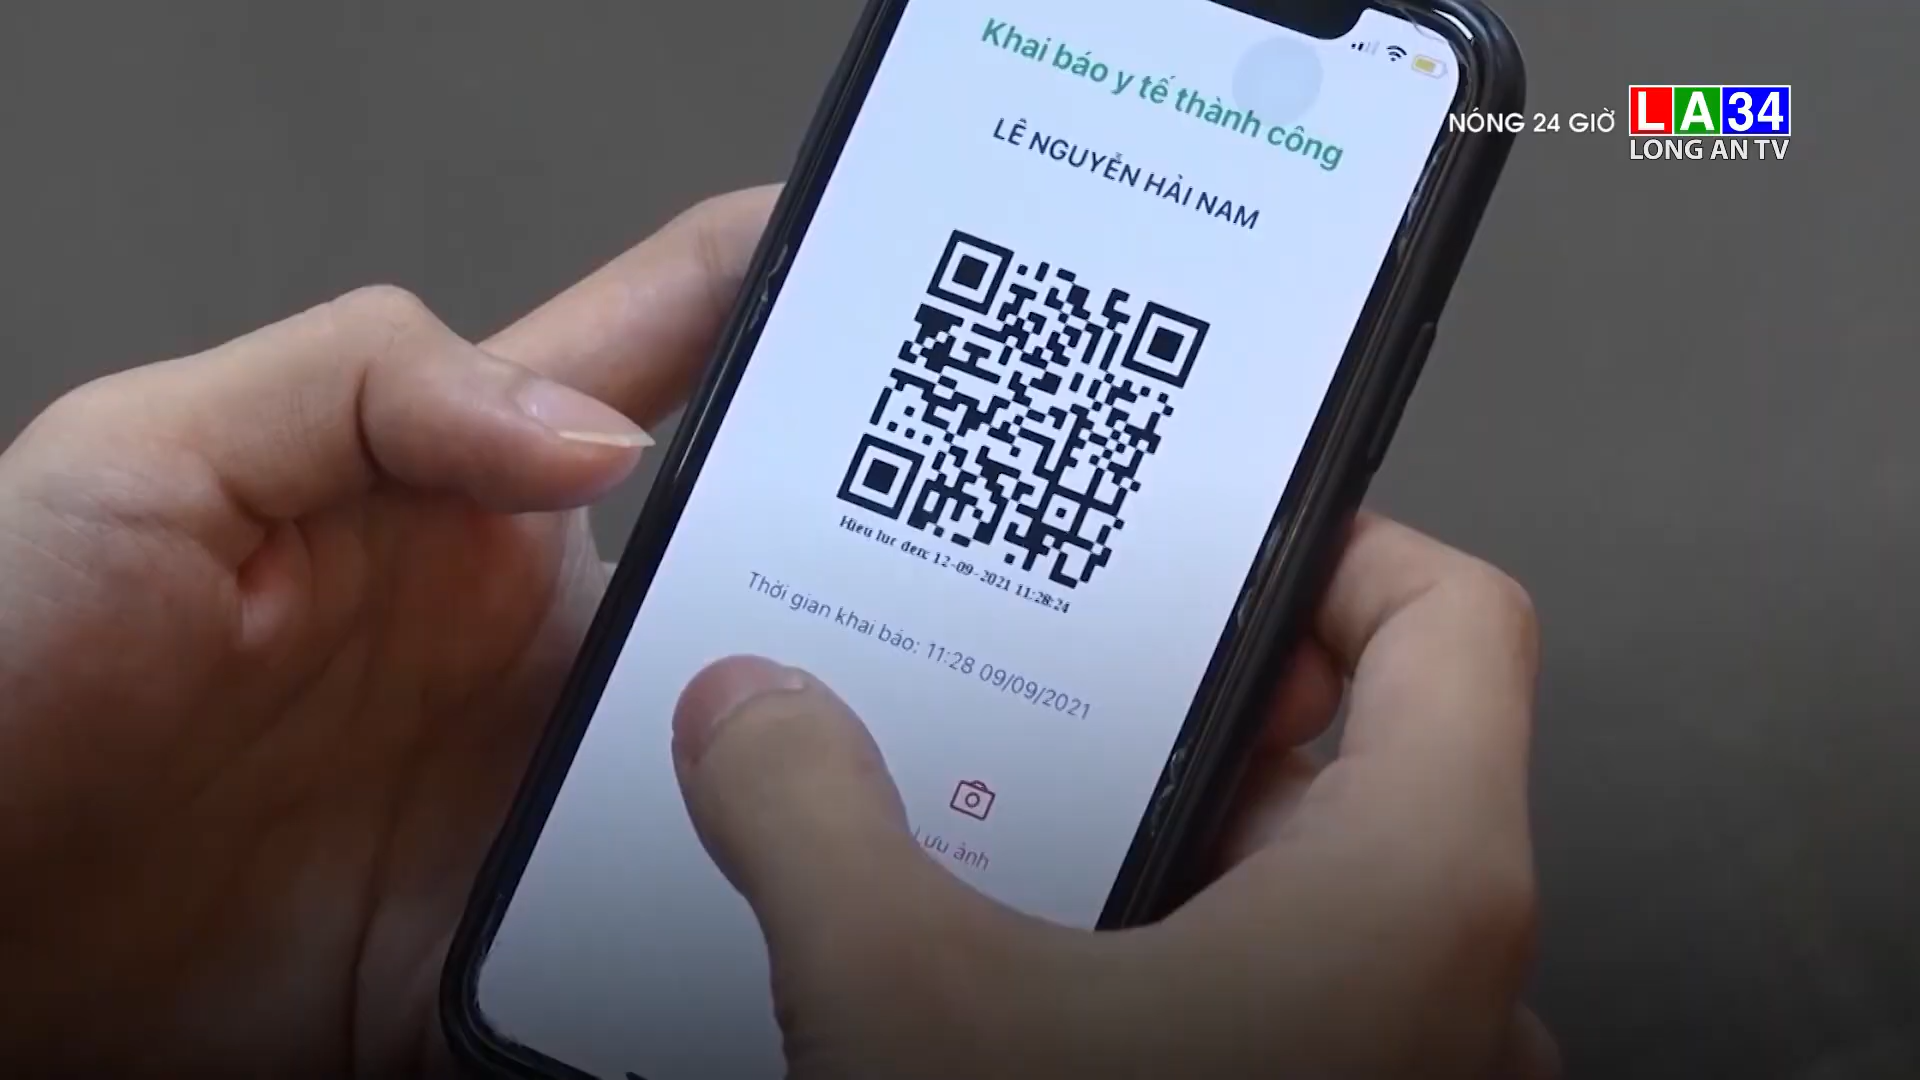 Khai báo y tế thành công
LÊ NGUYỄN HẢI NAM
Hieu luc den: 12-09-2021 11:28:24
Thời gian khai báo: 11:28 09/09/2021
Lưu ảnh
NÓNG 24 GIỜ
LA34
LONG AN TV